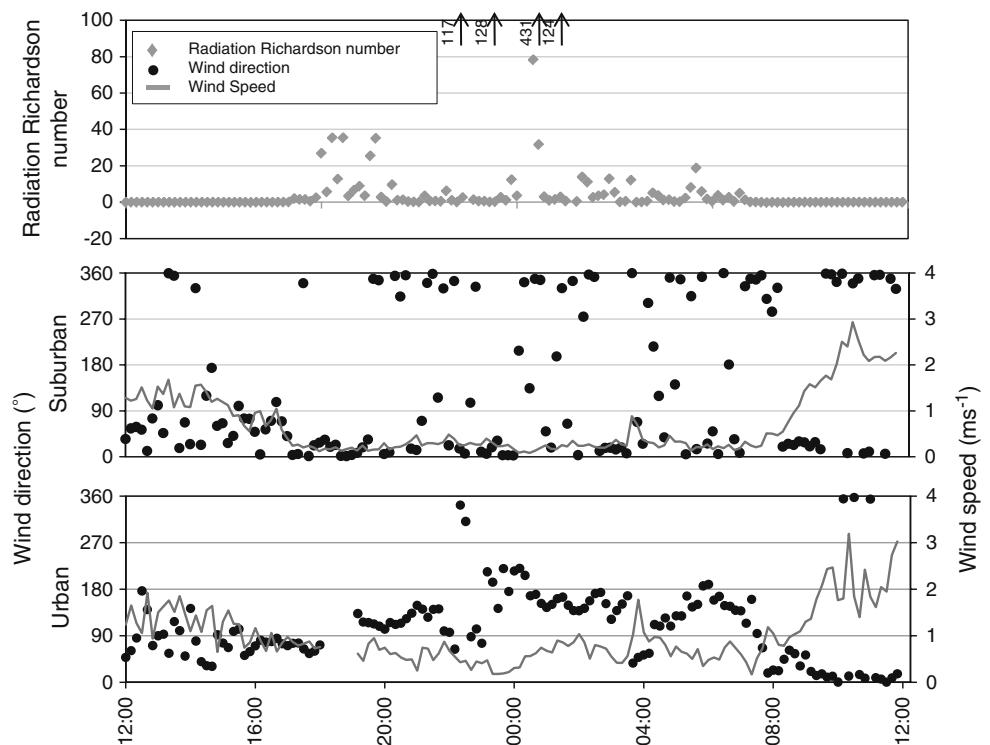 117 128 431 124
100
80
60
40
20
0
-20
Radiation Richardson
number
Radiation Richardson number
Wind direction
Wind Speed
360
270
180
90
0
4
3
2
1
0
Suburban
Wind direction (°)
Wind speed (ms-1)
360
270
180
90
0
4
3
2
1
0
Urban
12:00 16:00 20:00 00:00 04:00 08:00 12:00